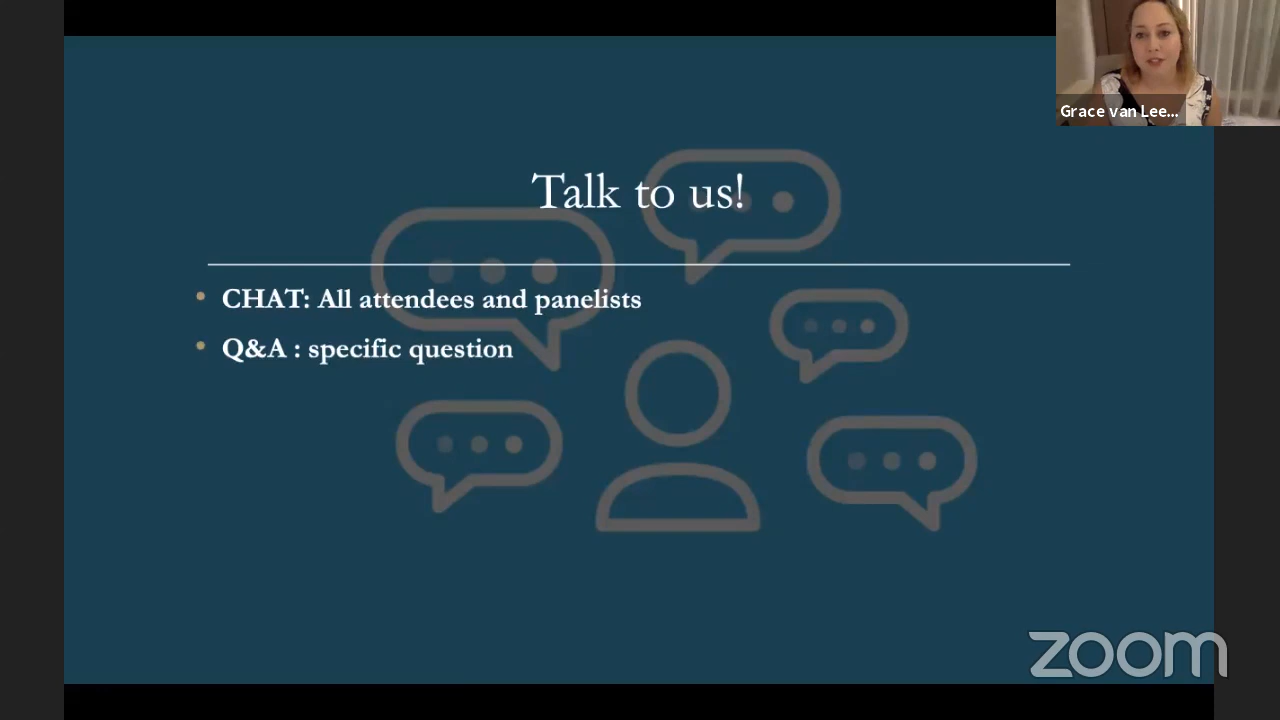 Grace van Lee...
Talk to us!
CHAT: All attendees and panelists
Q&A : specific question
zoom